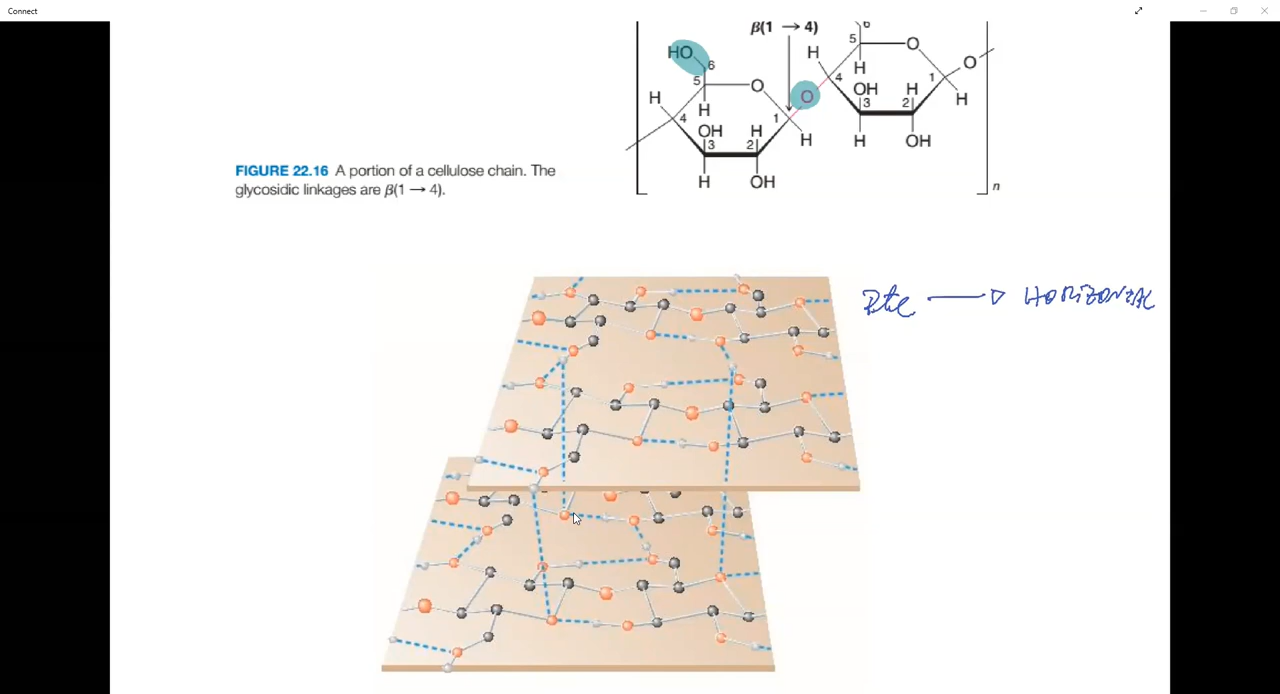 Connect
β(1 → 4)
HO 6 5 H O H 4 OH 3 H H 2 OH 1 H O
6 5 H O H 4 OH 3 H H 2 OH 1 H O
n
FIGURE 22.16 A portion of a cellulose chain. The
glycosidic linkages are β(1 → 4).
→ HORIZONTAL